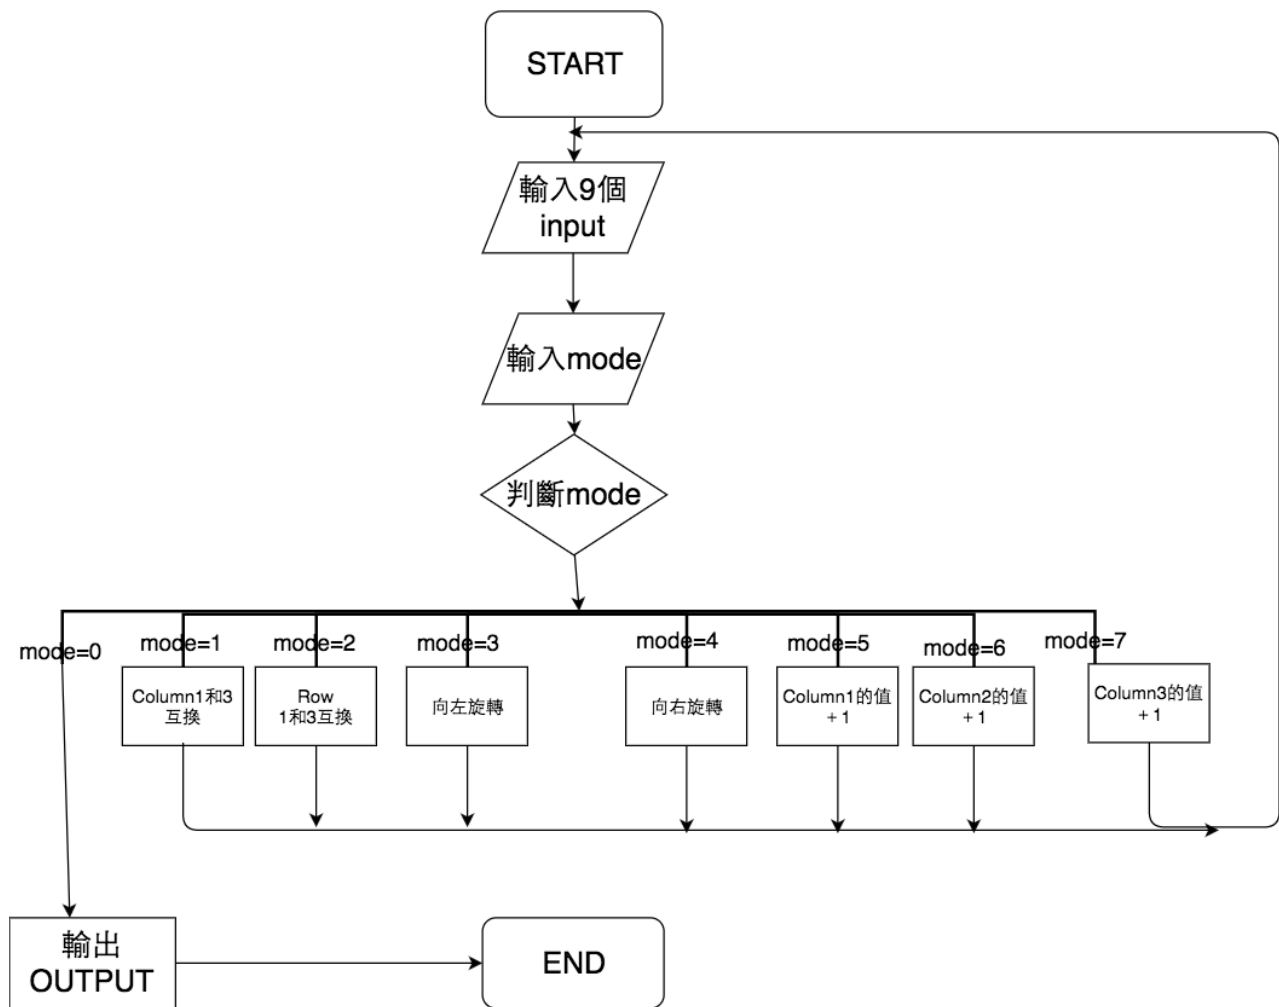 START
輸入9個
input
輸入mode
判斷mode
mode=0
mode=1
mode=2
mode=3
mode=4
mode=5
mode=6
mode=7
Column1和3
互換
Row
1和3互換
向左旋轉
向右旋轉
Column1的值
+1
Column2的值
+1
Column3的值
+1
輸出
OUTPUT
END